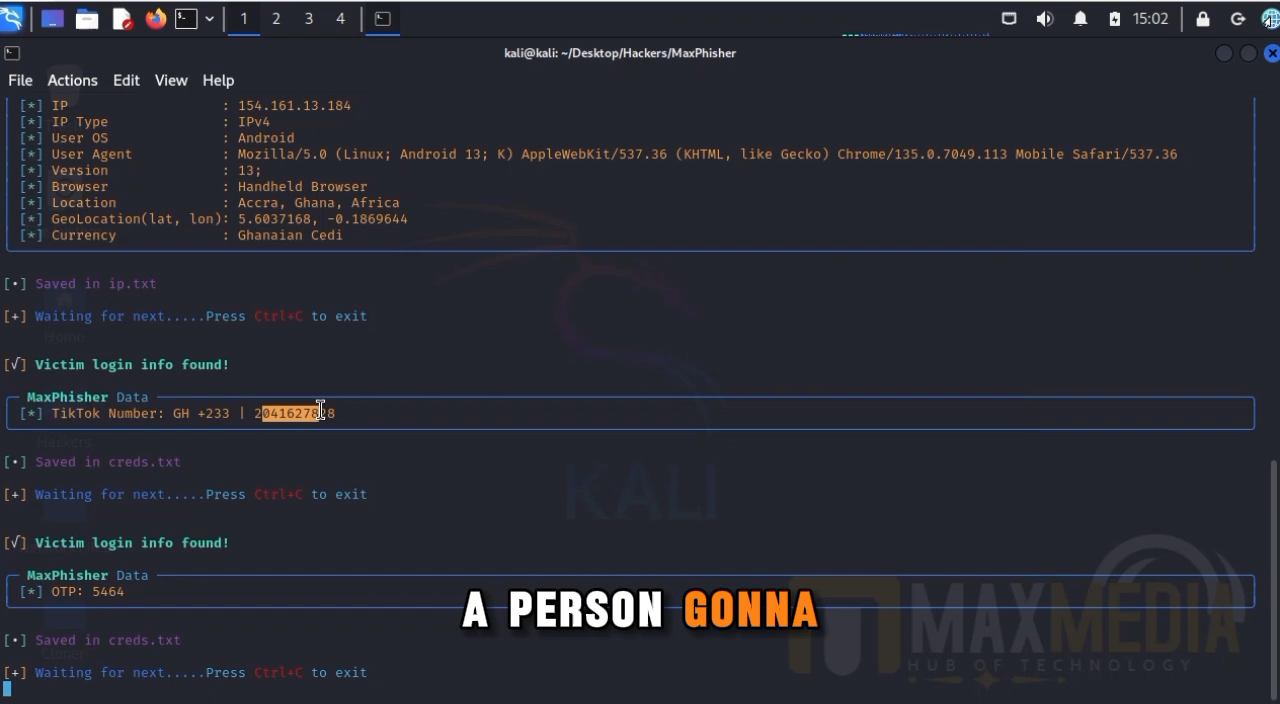 1 2 3 4
15:02
kali@kali: ~/Desktop/Hackers/MaxPhisher
File Actions Edit View Help
[*] IP : 154.161.13.184
[*] IP Type : IPv4
[*] User OS : Android
[*] User Agent : Mozilla/5.0 (Linux; Android 13; K) AppleWebKit/537.36 (KHTML, like Gecko) Chrome/135.0.7049.113 Mobile Safari/537.36
[*] Version : 13;
[*] Browser : Handheld Browser
[*] Location : Accra, Ghana, Africa
[*] GeoLocation(lat, lon): 5.6037168, -0.1869644
[*] Currency : Ghanaian Cedi
[•] Saved in ip.txt
[+] Waiting for next.....Press Ctrl+C to exit
Home
[√] Victim login info found!
MaxPhisher Data
[*] TikTok Number: GH +233 | 2041627828
Hackers
[•] Saved in creds.txt
[+] Waiting for next.....Press Ctrl+C to exit
KALI
[√] Victim login info found!
MaxPhisher Data
[*] OTP: 5464
A PERSON GONNA
MAXMEDIA
HUB OF TECHNOLOGY
[•] Saved in creds.txt
[+] Waiting for next.....Press Ctrl+C to exit